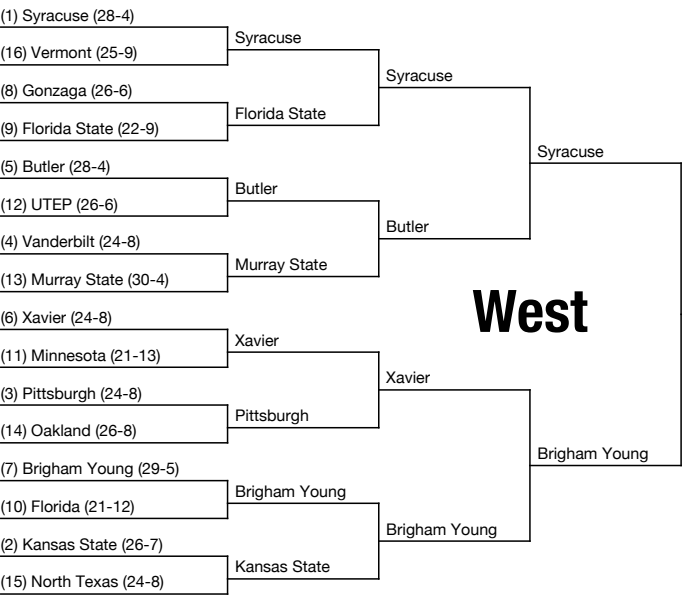 (1) Syracuse (28-4)
(16) Vermont (25-9)
(8) Gonzaga (26-6)
(9) Florida State (22-9)
(5) Butler (28-4)
(12) UTEP (26-6)
(4) Vanderbilt (24-8)
(13) Murray State (30-4)
(6) Xavier (24-8)
(11) Minnesota (21-13)
(3) Pittsburgh (24-8)
(14) Oakland (26-8)
(7) Brigham Young (29-5)
(10) Florida (21-12)
(2) Kansas State (26-7)
(15) North Texas (24-8)
Syracuse
Florida State
Butler
Murray State
Xavier
Pittsburgh
Brigham Young
Kansas State
Syracuse
Butler
Xavier
Brigham Young
Syracuse
Brigham Young
West